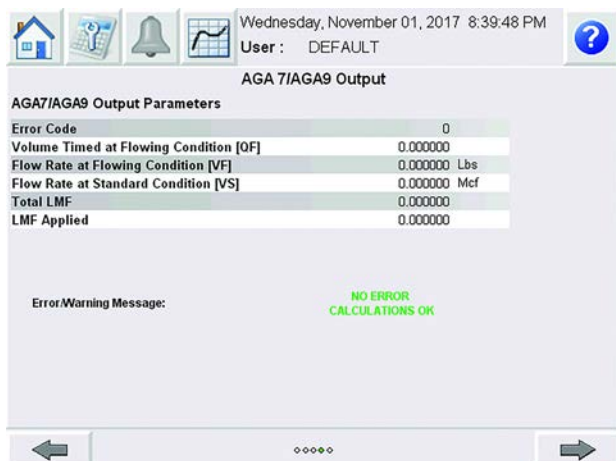 Wednesday, November 01, 2017 8:39:48 PM
User : DEFAULT
?
AGA 7/AGA9 Output
AGA7/AGA9 Output Parameters
Error Code 0
Volume Timed at Flowing Condition [QF] 0.000000
Flow Rate at Flowing Condition [VF] 0.000000 Lbs
Flow Rate at Standard Condition [VS] 0.000000 Mcf
Total LMF 0.000000
LMF Applied 0.000000
Error/Warning Message: NO ERROR
CALCULATIONS OK